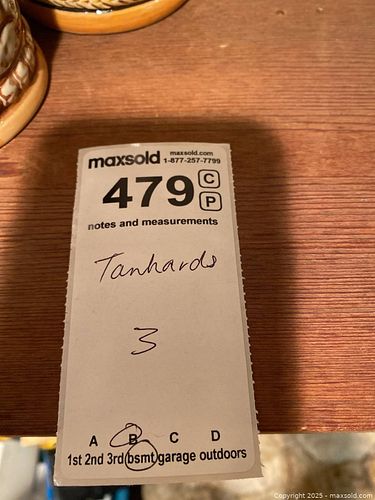 maxsold maxsold.com
1-877-257-7799
479 C
P
notes and measurements
Tanhards
3
A B C D
1st 2nd 3rd bsmt garage outdoors
Copyright 2025 - maxsold.com